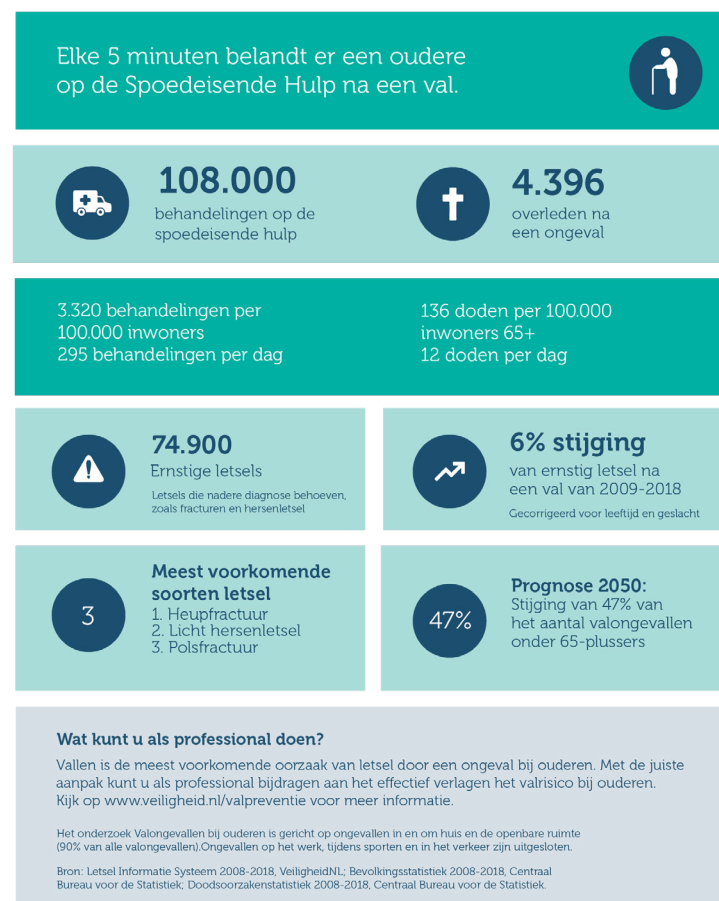 Elke 5 minuten belandt er een oudere
op de Spoedeisende Hulp na een val.
108.000
behandelingen op de
spoedeisende hulp
4.396
overleden na
een ongeval
3.320 behandelingen per
100.000 inwoners
295 behandelingen per dag
136 doden per 100.000
inwoners 65+
12 doden per dag
74.900
Ernstige letsels
Letsels die nadere diagnose behoeven,
zoals fracturen en hersenletsel
6% stijging
van ernstig letsel na
een val van 2009-2018
Gecorrigeerd voor leeftijd en geslacht
3
Meest voorkomende
soorten letsel
1. Heupfractuur
2. Licht hersenletsel
3. Polsfractuur
47%
Prognose 2050:
Stijging van 47% van
het aantal valongevallen
onder 65-plussers
Wat kunt u als professional doen?
Vallen is de meest voorkomende oorzaak van letsel door een ongeval bij ouderen. Met de juiste
aanpak kunt u als professional bijdragen aan het effectief verlagen het valrisico bij ouderen.
Kijk op www.veiligheid.nl/valpreventie voor meer informatie.
Het onderzoek Valongevallen bij ouderen is gericht op ongevallen in en om huis en de openbare ruimte
(90% van alle valongevallen).Ongevallen op het werk, tijdens sporten en in het verkeer zijn uitgesloten.
Bron: Letsel Informatie Systeem 2008-2018, VeiligheidNL; Bevolkingsstatistiek 2008-2018, Centraal
Bureau voor de Statistiek; Doodsoorzakenstatistiek 2008-2018, Centraal Bureau voor de Statistiek.